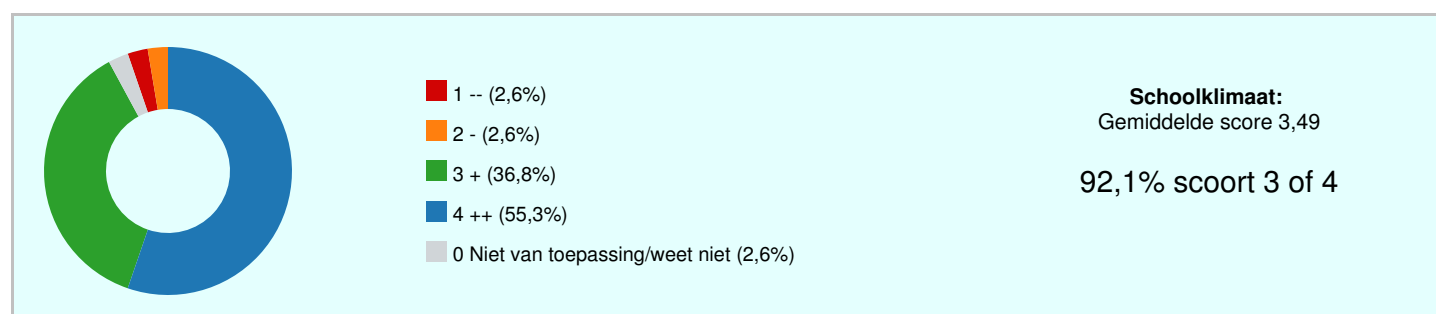 1 -- (2,6%)
2 - (2,6%)
3 + (36,8%)
4 ++ (55,3%)
0 Niet van toepassing/weet niet (2,6%)
Schoolklimaat:
Gemiddelde score 3,49
92,1% scoort 3 of 4